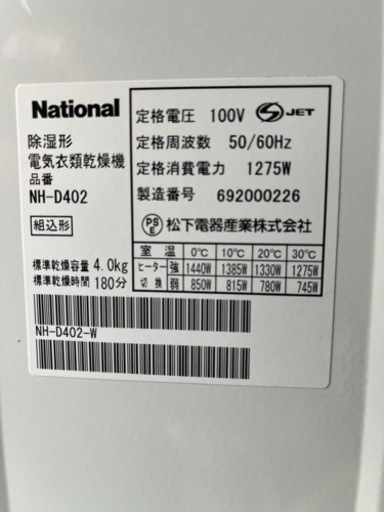 National
除湿形
電気衣類乾燥機
品番
NH-D402
組込形
標準乾燥容量 4.0kg
標準乾燥時間 180分
定格電圧 100V
JET
定格周波数 50/60Hz
定格消費電力 1275W
製造番号 692000226
PS E 松下電器産業株式会社
室温 0℃ 10℃ 20℃ 30℃
ヒーター 強 1440W 1385W 1330W 1275W
切換 弱 850W 815W 780W 745W
NH-D402-W